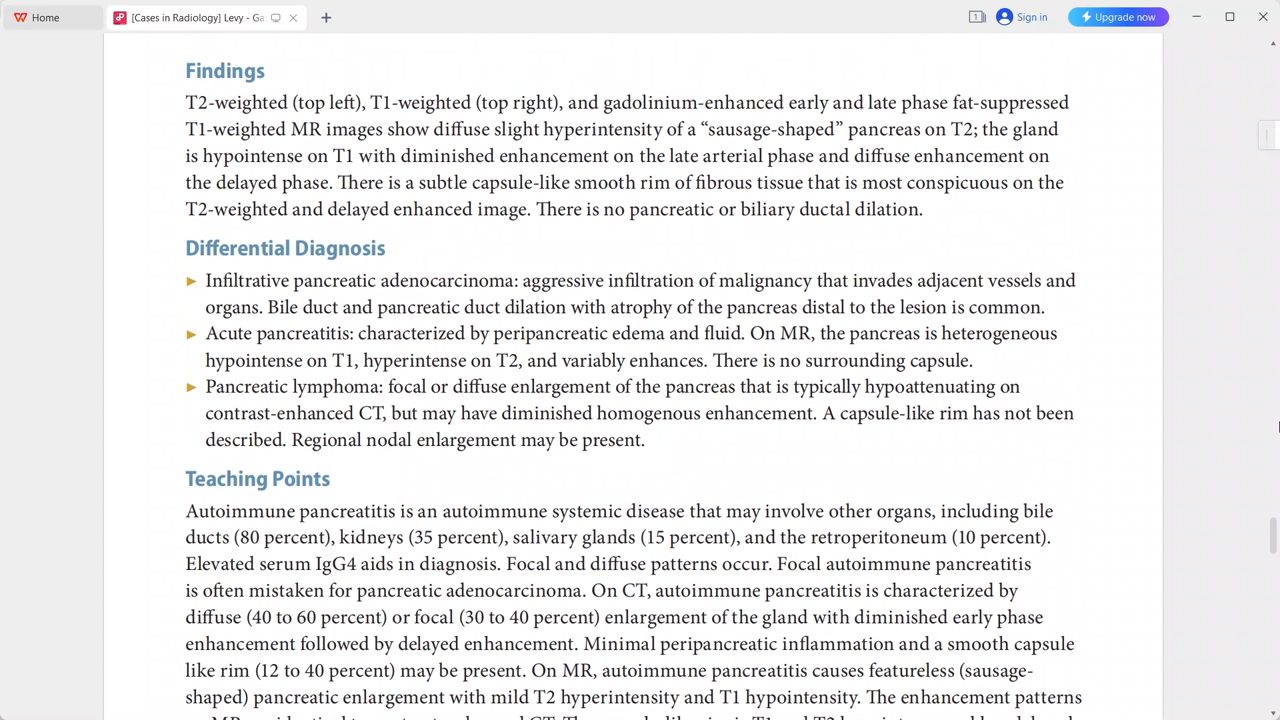 Home
[Cases in Radiology] Levy - Ga
1
Sign in
Upgrade now
Findings
T2-weighted (top left), T1-weighted (top right), and gadolinium-enhanced early and late phase fat-suppressed
T1-weighted MR images show diffuse slight hyperintensity of a “sausage-shaped” pancreas on T2; the gland
is hypointense on T1 with diminished enhancement on the late arterial phase and diffuse enhancement on
the delayed phase. There is a subtle capsule-like smooth rim of fibrous tissue that is most conspicuous on the
T2-weighted and delayed enhanced image. There is no pancreatic or biliary ductal dilation.
Differential Diagnosis
► Infiltrative pancreatic adenocarcinoma: aggressive infiltration of malignancy that invades adjacent vessels and
organs. Bile duct and pancreatic duct dilation with atrophy of the pancreas distal to the lesion is common.
► Acute pancreatitis: characterized by peripancreatic edema and fluid. On MR, the pancreas is heterogeneous
hypointense on T1, hyperintense on T2, and variably enhances. There is no surrounding capsule.
► Pancreatic lymphoma: focal or diffuse enlargement of the pancreas that is typically hypoattenuating on
contrast-enhanced CT, but may have diminished homogenous enhancement. A capsule-like rim has not been
described. Regional nodal enlargement may be present.
Teaching Points
Autoimmune pancreatitis is an autoimmune systemic disease that may involve other organs, including bile
ducts (80 percent), kidneys (35 percent), salivary glands (15 percent), and the retroperitoneum (10 percent).
Elevated serum IgG4 aids in diagnosis. Focal and diffuse patterns occur. Focal autoimmune pancreatitis
is often mistaken for pancreatic adenocarcinoma. On CT, autoimmune pancreatitis is characterized by
diffuse (40 to 60 percent) or focal (30 to 40 percent) enlargement of the gland with diminished early phase
enhancement followed by delayed enhancement. Minimal peripancreatic inflammation and a smooth capsule
like rim (12 to 40 percent) may be present. On MR, autoimmune pancreatitis causes featureless (sausage-
shaped) pancreatic enlargement with mild T2 hyperintensity and T1 hypointensity. The enhancement patterns